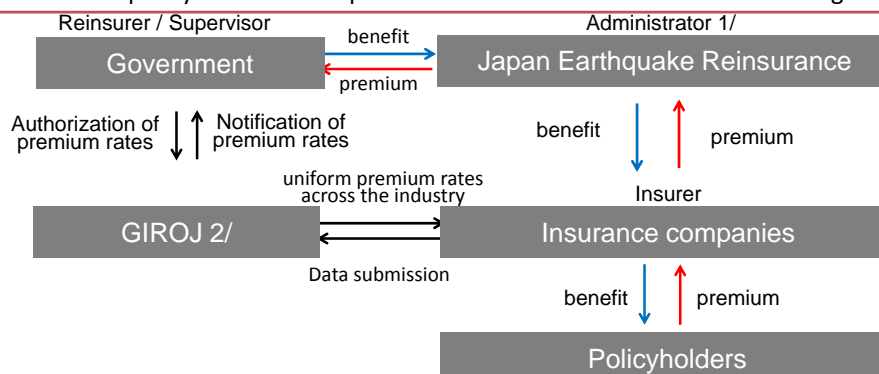 Reinsurer / Supervisor
Administrator 1/
benefit
Government
Japan Earthquake Reinsurance
premium
Authorization of
premium rates
Notification of
premium rates
benefit
premium
uniform premium rates
across the industry
Insurer
GIROJ 2/
Insurance companies
Data submission
benefit
premium
Policyholders